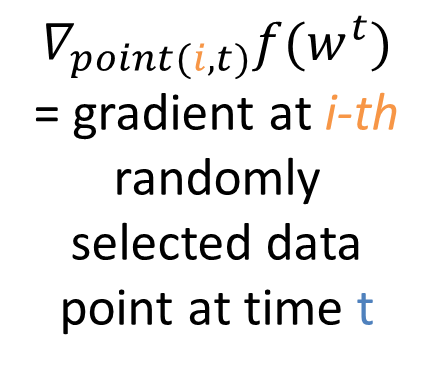 ∇point(i,t)f(wᵗ)
= gradient at i-th
randomly
selected data
point at time t